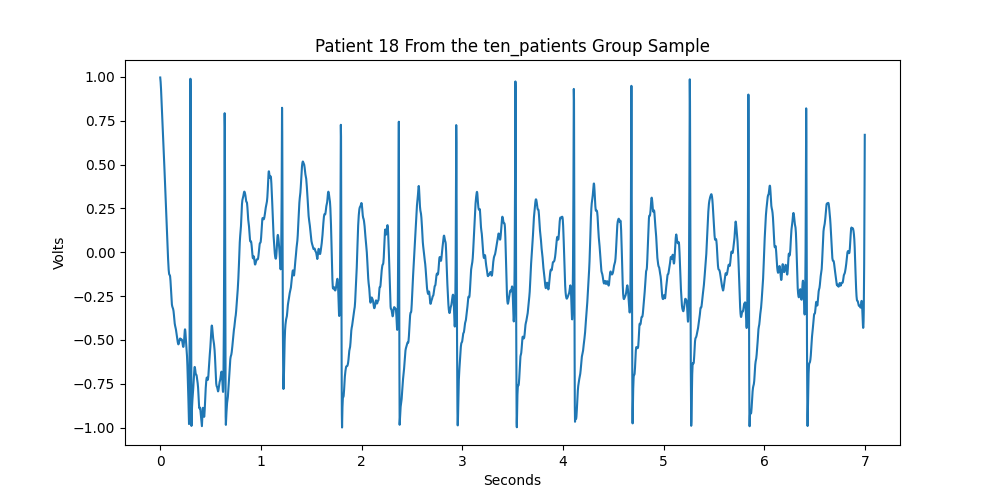 Patient 18 From the ten_patients Group Sample
1.00
0.75
0.50
0.25
0.00
−0.25
−0.50
−0.75
−1.00
Volts
0 1 2 3 4 5 6 7
Seconds